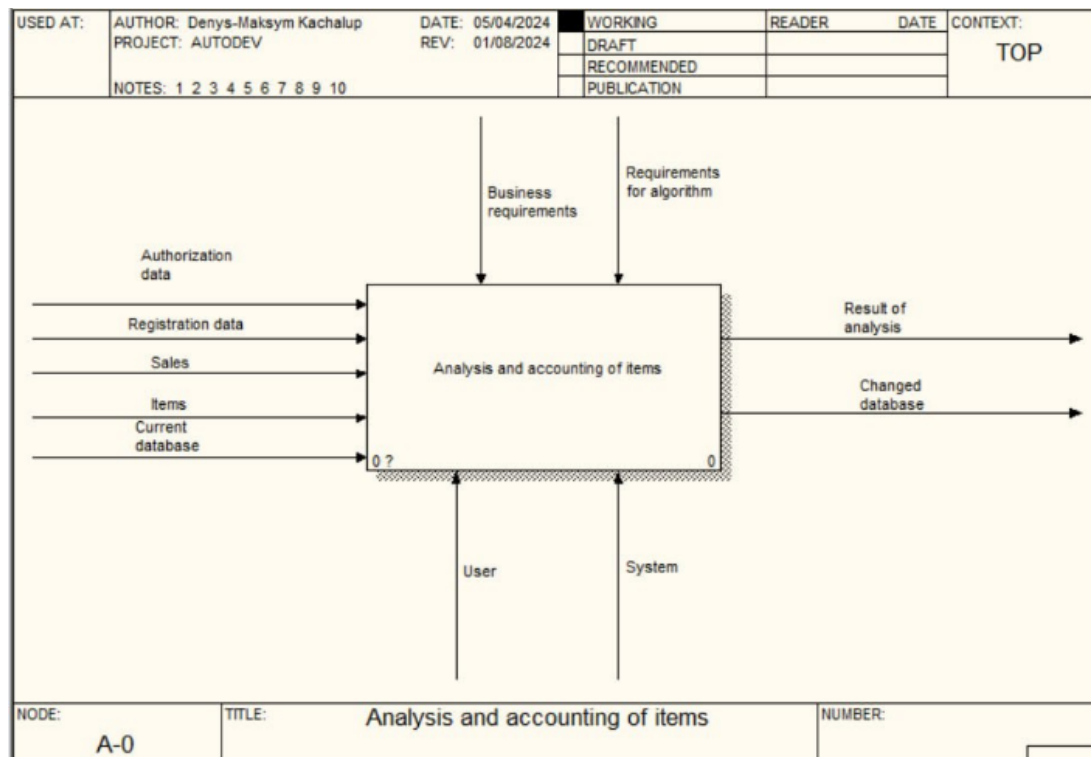 USED AT:
AUTHOR: Denys-Maksym Kachalup
DATE: 05/04/2024
PROJECT: AUTODEV
REV: 01/08/2024
NOTES: 1 2 3 4 5 6 7 8 9 10
WORKING
DRAFT
RECOMMENDED
PUBLICATION
READER DATE
CONTEXT:
TOP
Business
requirements
Requirements
for algorithm
Authorization
data
Registration data
Sales
Items
Current
database
Analysis and accounting of items
0 ?
0
Result of
analysis
Changed
database
User
System
NODE:
A-0
TITLE:
Analysis and accounting of items
NUMBER: